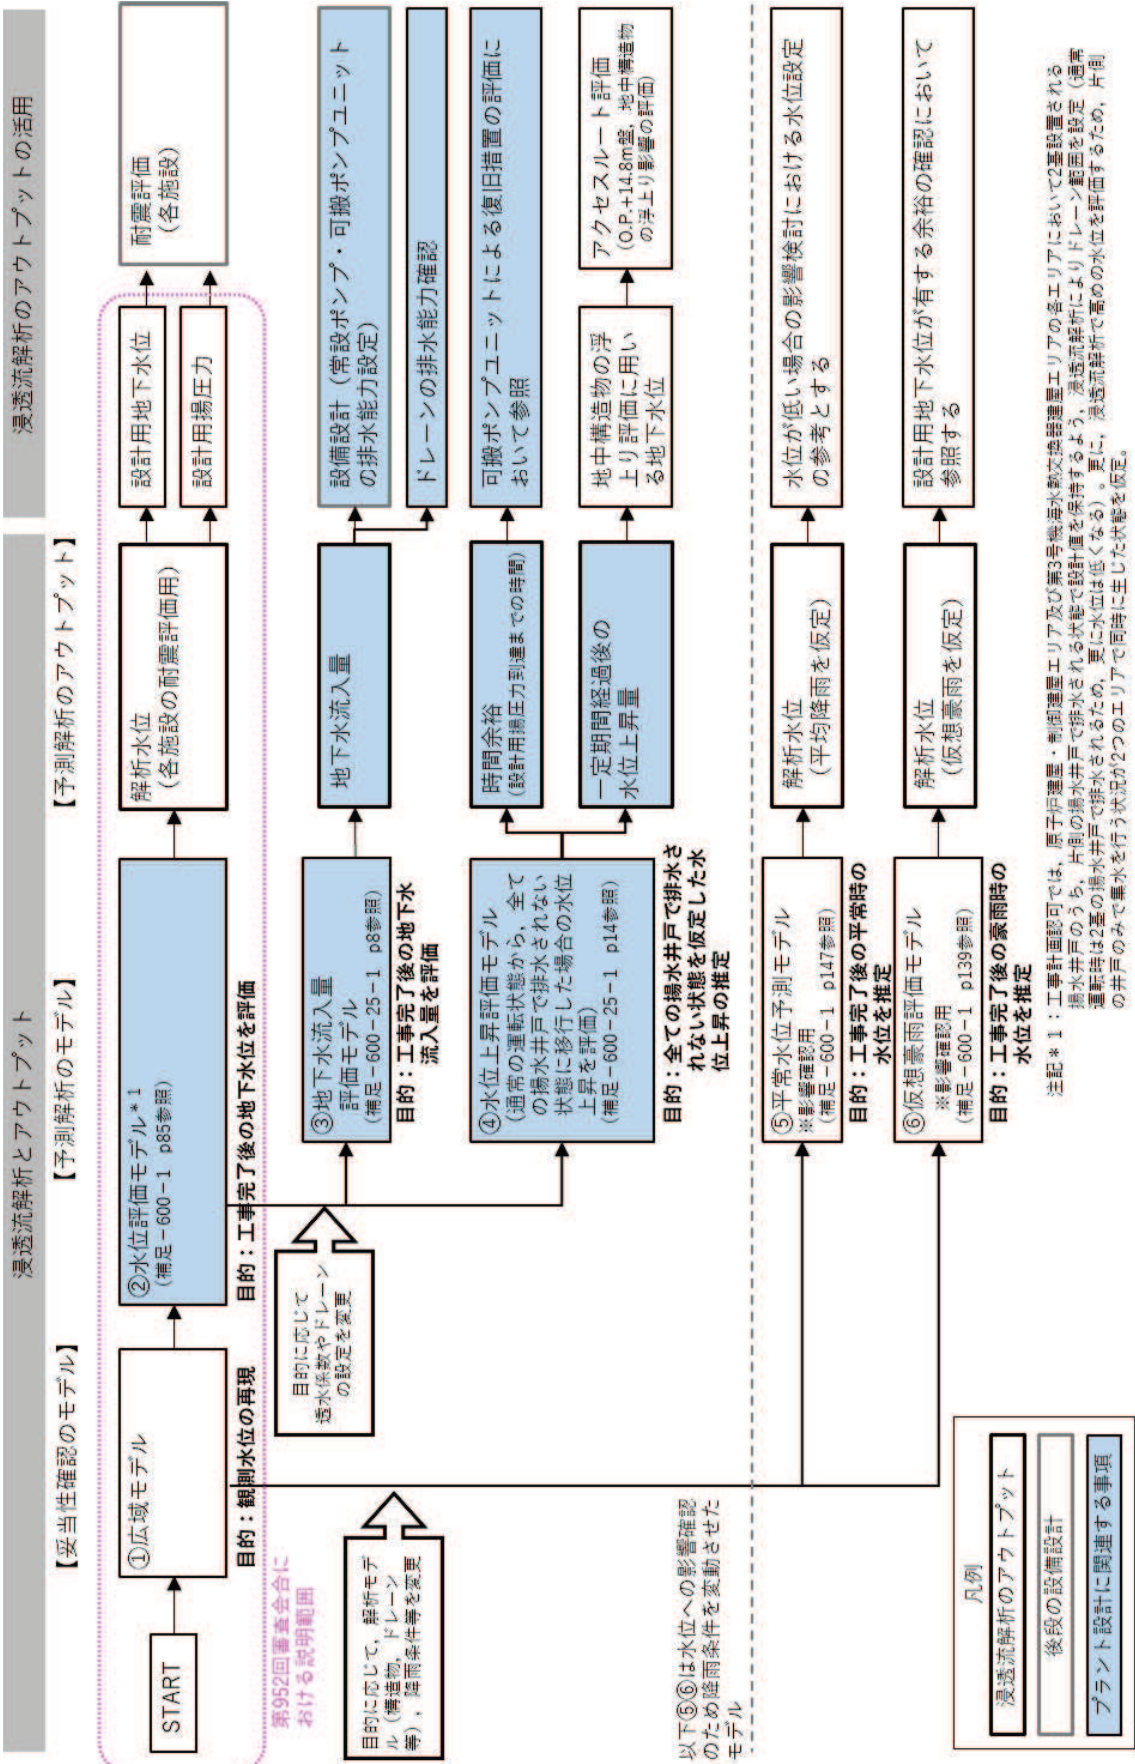 浸透流解析とアウトプット
浸透流解析のアウトプットの活用
【妥当性確認のモデル】
【予測解析のモデル】
【予測解析のアウトプット】
START
①広域モデル
目的：観測水位の再現
②水位評価モデル＊1
(補足－600－1　p85参照)
目的：工事完了後の地下水位を評価
解析水位
(各施設の耐震評価用)
設計用地下水位
設計用揚圧力
耐震評価
(各施設)
第952回審査会合に
おける説明範囲
目的に応じて
透水係数やドレーン
の設定を変更
③地下水流入量
評価モデル
(補足－600－25－1　p8参照)
目的：工事完了後の地下水
流入量を評価
地下水流入量
設備設計（常設ポンプ・可搬ポンプユニット
の排水能力設定）
ドレーンの排水能力確認
④水位上昇評価モデル
(通常の運転状態から，全て
の揚水井戸で排水されない
状態に移行した場合の水位
上昇を評価)
(補足－600－25－1　p14参照)
目的：全ての揚水井戸で排水さ
れない状態を仮定した水
位上昇の推定
時間余裕
(設計用揚圧力到達までの時間)
一定期間経過後の
水位上昇量
可搬ポンプユニットによる復旧措置の評価に
おいて参照
地中構造物の浮
上り評価に用い
る地下水位
アクセスルート評価
(O.P.+14.8m盤，地中構造物
の浮上り影響の評価)
目的に応じて，解析モデ
ル（構造物，ドレーン
等），降雨条件等を変更
以下⑤⑥は水位への影響確認
のため降雨条件を変動させた
モデル
⑤平常水位予測モデル
※影響確認用
(補足－600－1　p147参照)
目的：工事完了後の平常時の
水位を推定
解析水位
(平均降雨を仮定)
水位が低い場合の影響検討における水位設定
の参考とする
⑥仮想豪雨評価モデル
※影響確認用
(補足－600－1　p139参照)
目的：工事完了後の豪雨時の
水位を推定
解析水位
(仮想豪雨を仮定)
設計用地下水位が有する余裕の確認において
参照する
凡例
浸透流解析のアウトプット
後段の設備設計
プラント設計に関連する事項
注記＊1：工事計画認可では，原子炉建屋・制御建屋エリア及び第3号機海水熱交換器建屋エリアの各エリアにおいて2基設置される
揚水井戸のうち，片側の揚水井戸で排水される状態で設計値を保持するよう，浸透流解析によりドレーン範囲を設定（通常
運転時は2基の揚水井戸で排水されるため，更に水位は低くなる）。更に，浸透流解析で高めの水位を評価するため，片側
の井戸のみで集水を行う状況が2つのエリアで同時に生じた状態を仮定。